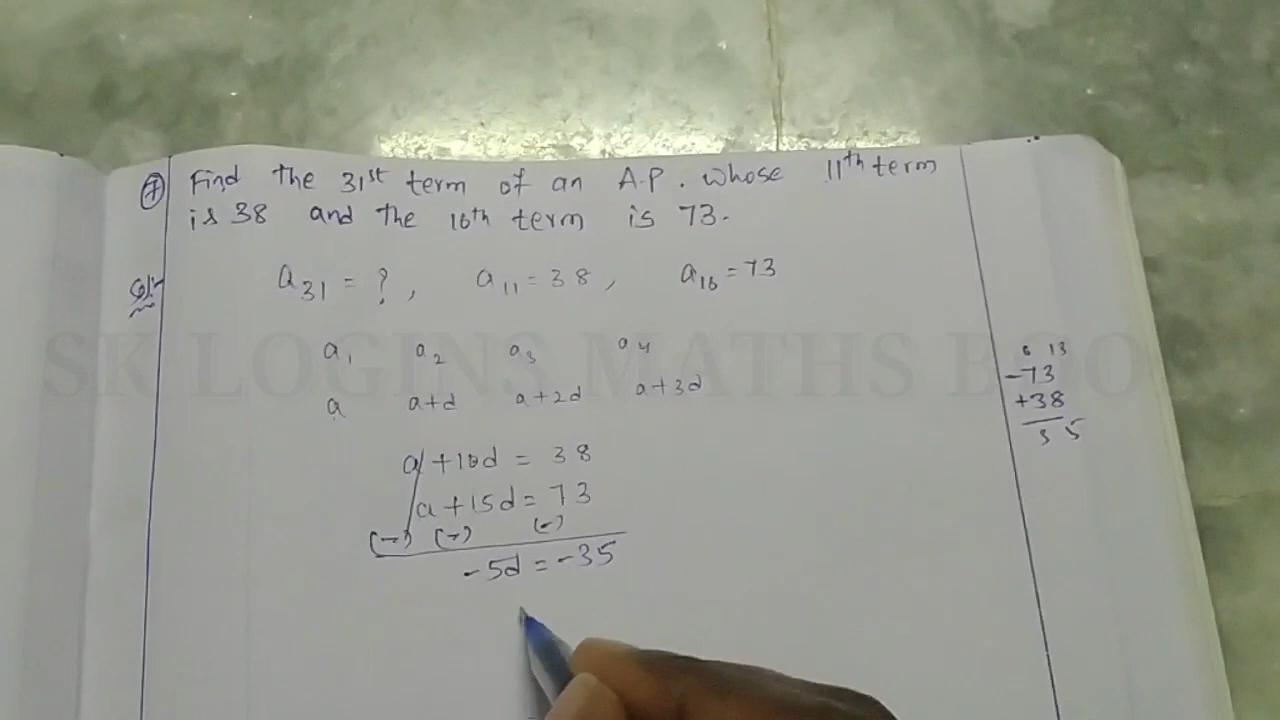 7 Find the 31st term of an A.P. whose 11th term
is 38 and the 16th term is 73.
Sol:-
a31 = ?, a11 = 38, a16 = 73
a1 a2 a3 a4
a a+d a+2d a+3d
a + 10d = 38
a + 15d = 73
(-) (-) (-)
-5d = -35
6 13
-73
+38
35
SK LOGINS MATHS